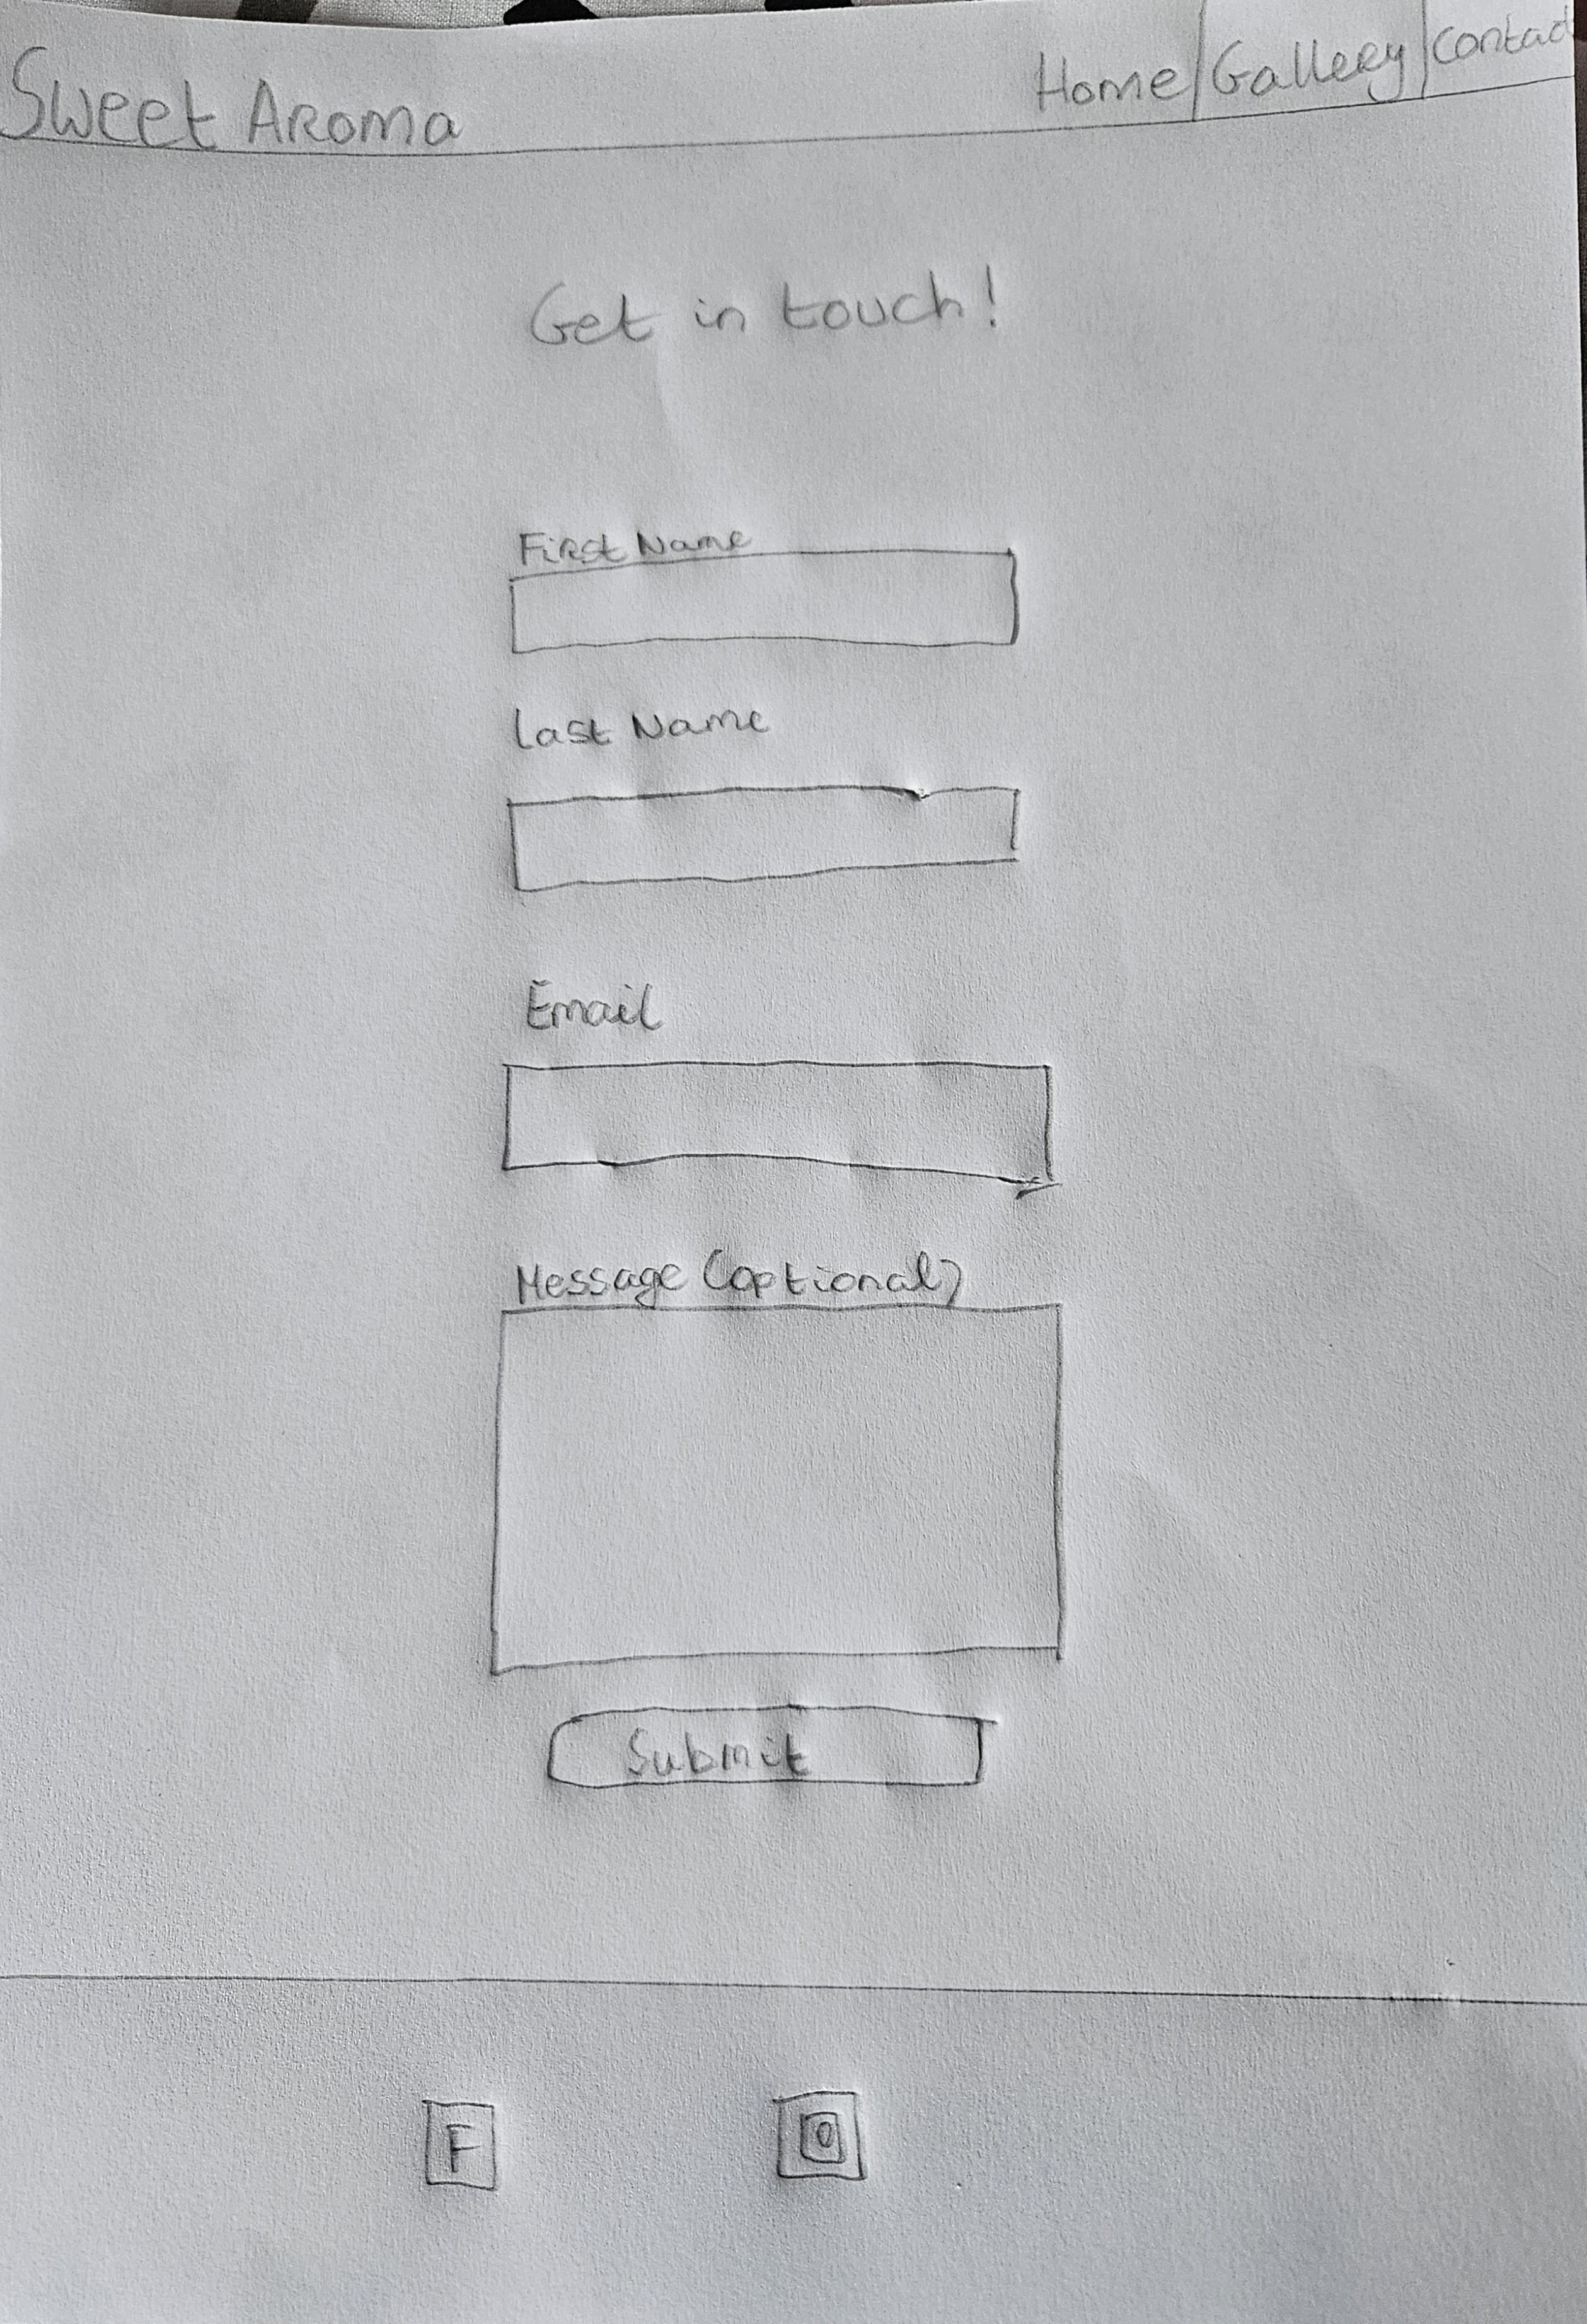 Sweet Aroma
Home Gallery Contact
Get in touch!
First Name
Last Name
Email
Message (optional)
Submit
F